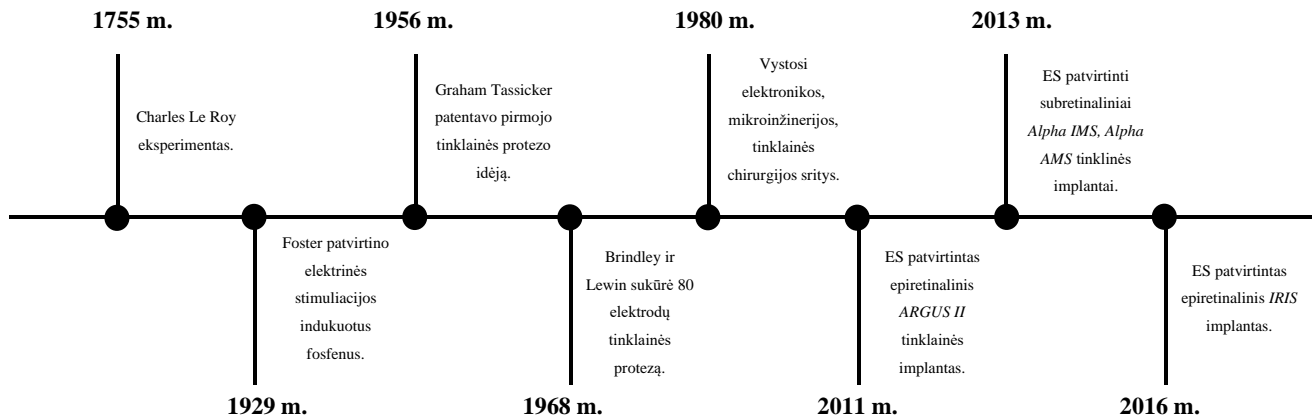 1755 m.
1956 m.
1980 m.
2013 m.
Charles Le Roy
eksperimentas.
Graham Tassicker
patentavo pirmojo
tinklainės protezo
idėją.
Vystosi
elektronikos,
mikroinžinerijos,
tinklainės
chirurgijos sritys.
ES patvirtinti
subretinaliniai
Alpha IMS, Alpha
AMS tinklinės
implantai.
Foster patvirtino
elektrinės
stimuliacijos
indukuotus
fosfenus.
Brindley ir
Lewin sukūrė 80
elektrodų
tinklainės
protezą.
ES patvirtintas
epiretinalinis
ARGUS II
tinklainės
implantas.
ES patvirtintas
epiretinalinis IRIS
implantas.
1929 m.
1968 m.
2011 m.
2016 m.